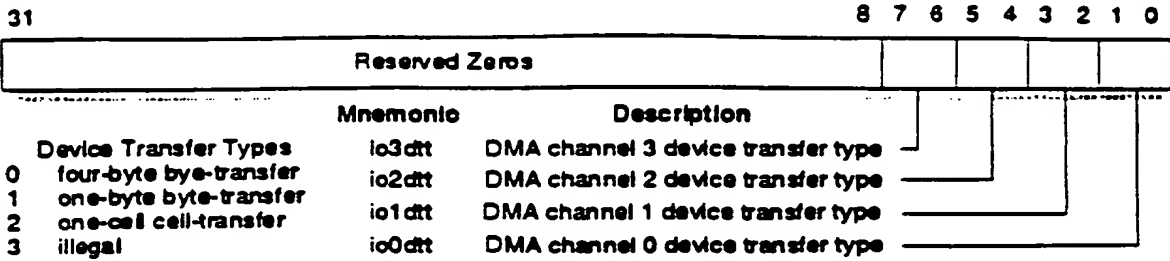 31 8 7 6 5 4 3 2 1 0
Reserved Zeros
Mnemonic Description
Device Transfer Types io3dtt DMA channel 3 device transfer type
0 four-byte bye-transfer io2dtt DMA channel 2 device transfer type
1 one-byte byte-transfer
2 one-cell cell-transfer io1dtt DMA channel 1 device transfer type
3 illegal io0dtt DMA channel 0 device transfer type